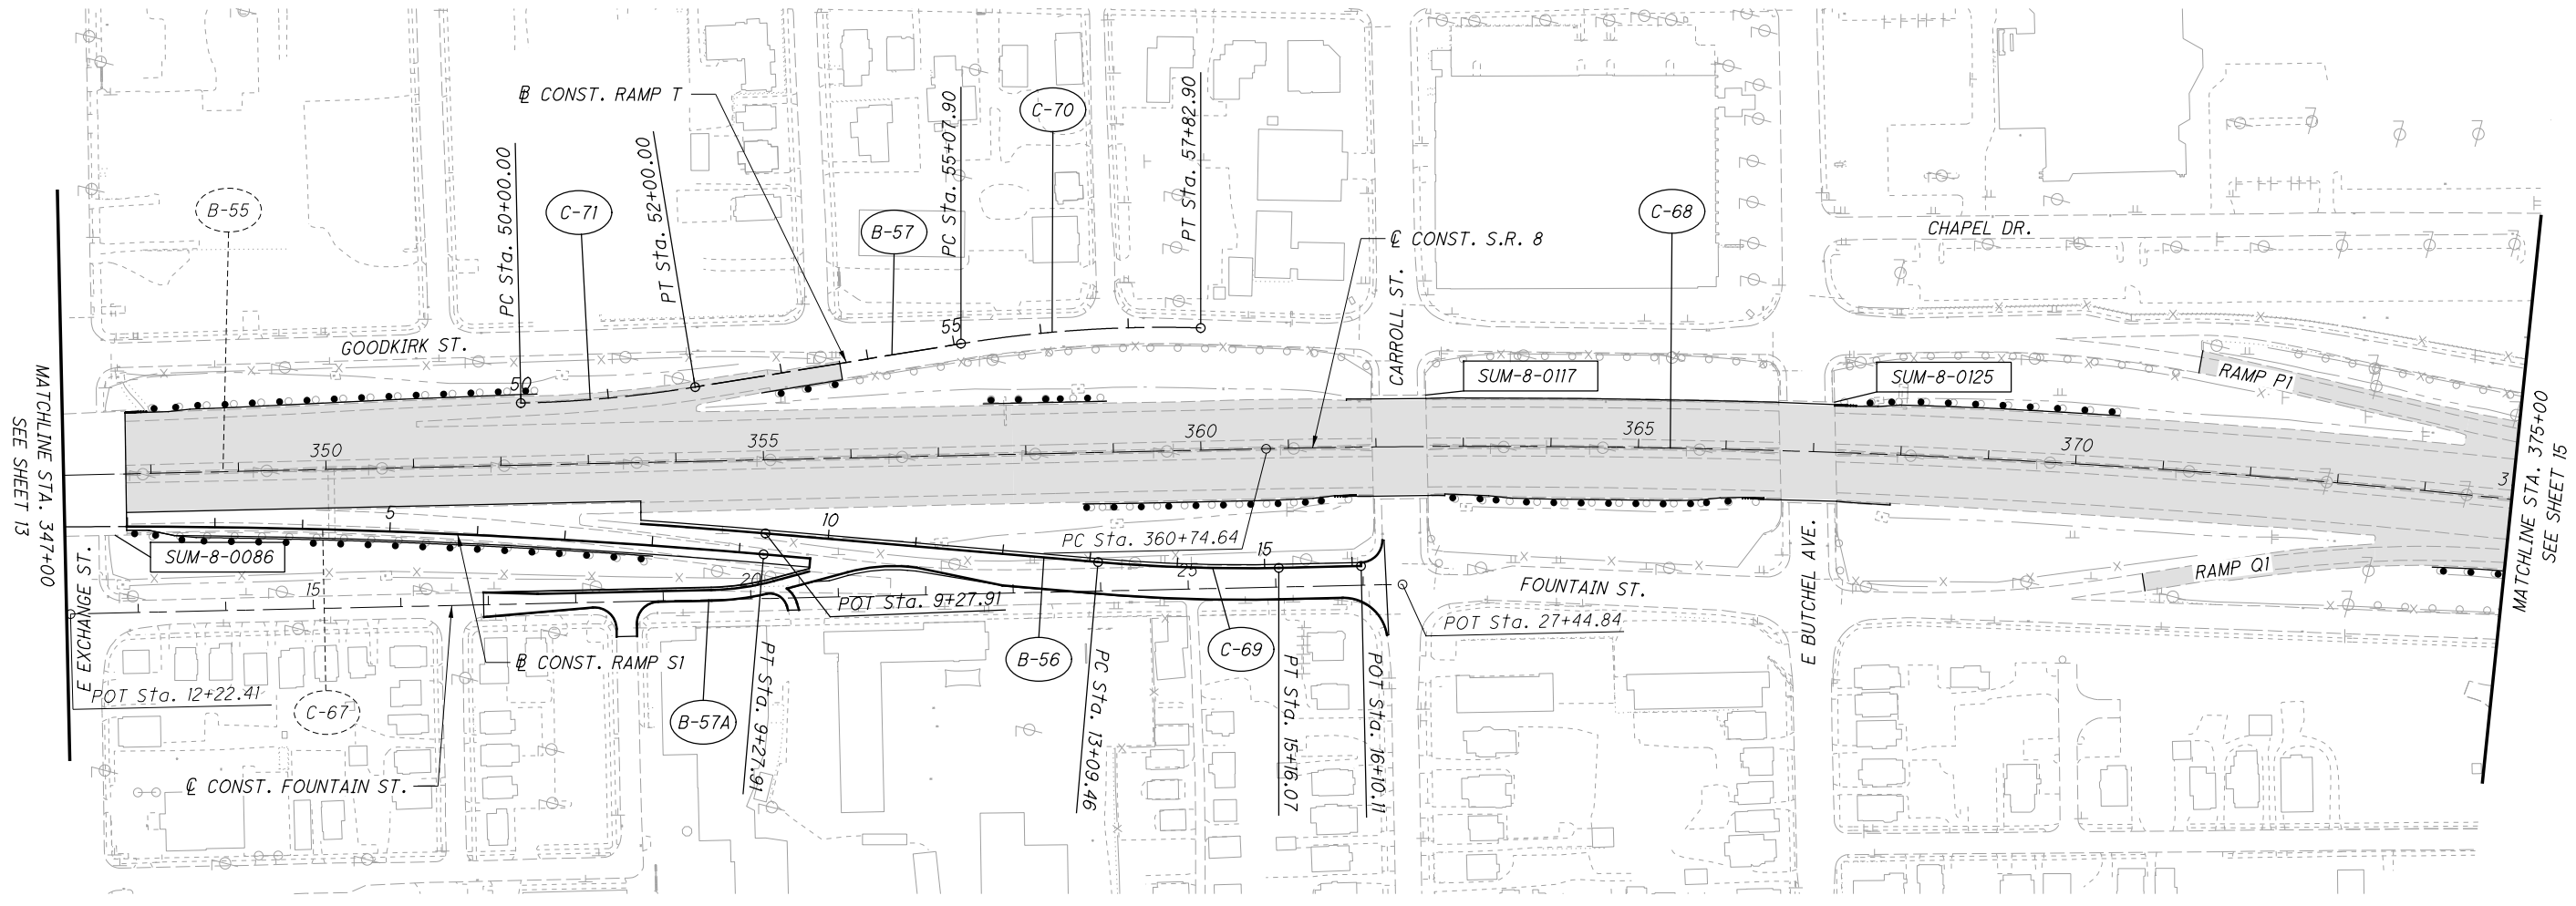 ℄ CONST. RAMP T
PC Sta. 50+00.00
C-71
PT Sta. 52+00.00
B-57
PC Sta. 55+07.90
C-70
PT Sta. 57+82.90
℄ CONST. S.R. 8
CARROLL ST.
C-68
CHAPEL DR.
B-55
GOODKIRK ST.
50
55
SUM-8-0117
SUM-8-0125
RAMP P1
MATCHLINE STA. 347+00
SEE SHEET 13
350
355
360
365
370
3
MATCHLINE STA. 375+00
SEE SHEET 15
5
10
15
PC Sta. 360+74.64
SUM-8-0086
E EXCHANGE ST.
15
20
25
POT Sta. 9+27.91
FOUNTAIN ST.
POT Sta. 27+44.84
E BUTCHEL AVE.
RAMP Q1
POT Sta. 12+22.41
C-67
℄ CONST. RAMP S1
B-57A
PT Sta. 9+27.91
B-56
PC Sta. 13+09.46
C-69
PT Sta. 15+16.07
POT Sta. 16+10.11
℄ CONST. FOUNTAIN ST.